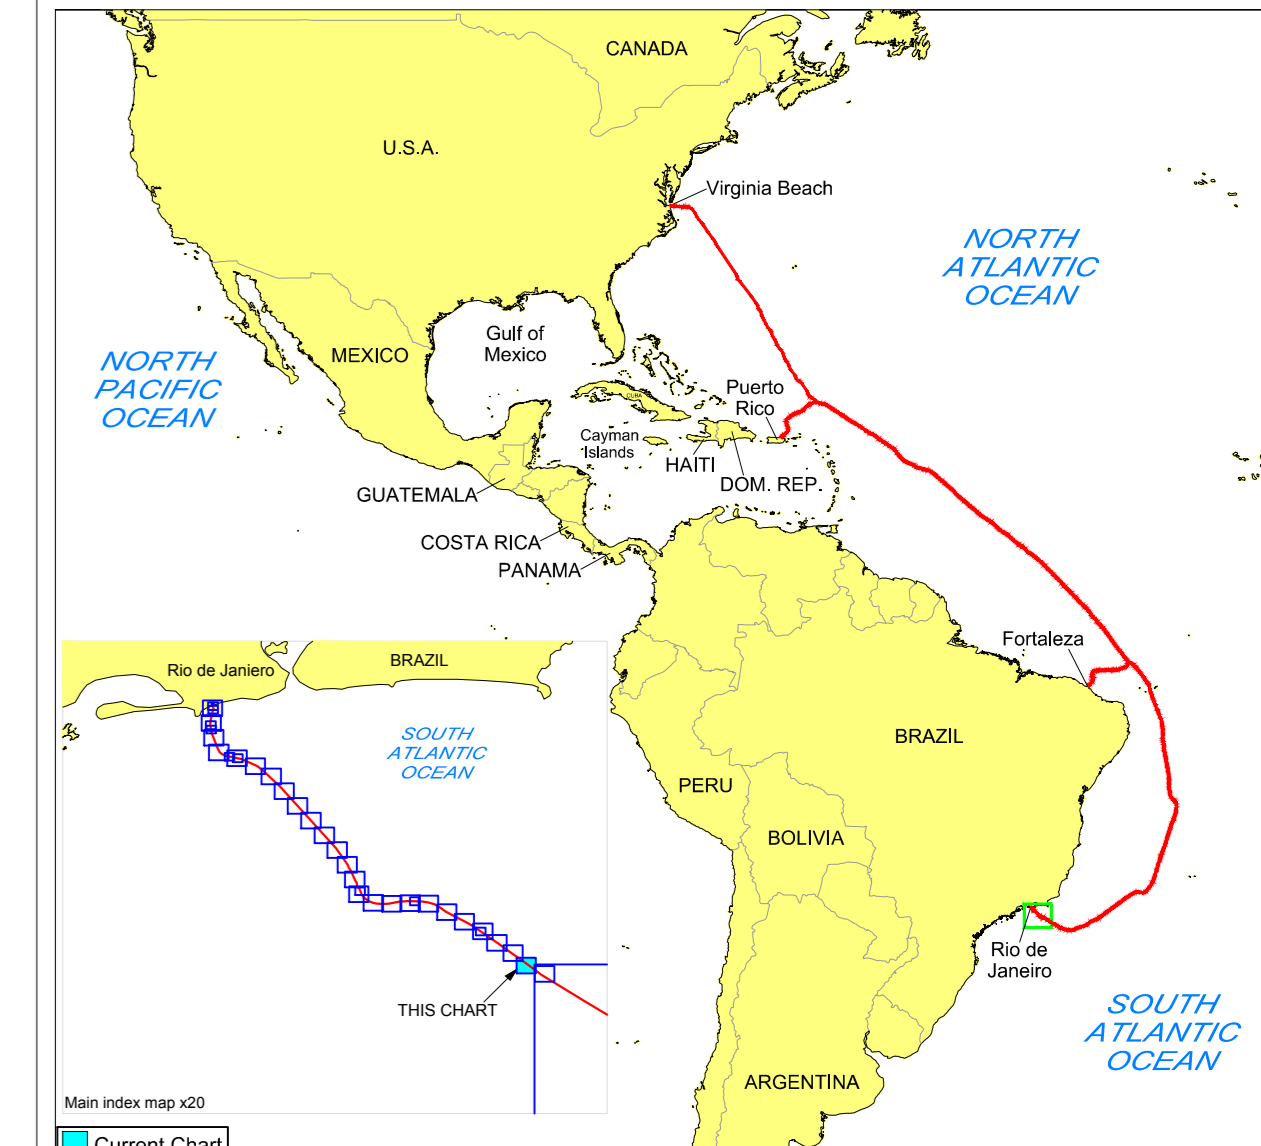 CANADA
U.S.A.
Virginia Beach
NORTH
ATLANTIC
OCEAN
Gulf of
Mexico
MEXICO
NORTH
PACIFIC
OCEAN
Puerto
Rico
CUBA
Cayman
Islands
HAITI
DOM. REP.
GUATEMALA
COSTA RICA
PANAMA
Fortaleza
BRAZIL
PERU
BOLIVIA
Rio de
Janeiro
SOUTH
ATLANTIC
OCEAN
ARGENTINA
Rio de Janiero
BRAZIL
SOUTH
ATLANTIC
OCEAN
THIS CHART
Main index map x20
Current Chart